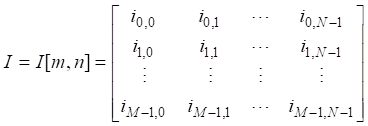 I = I[m,n] = [ i_{0,0} i_{0,1} ⋯ i_{0,N-1}
i_{1,0} i_{1,1} ⋯ i_{1,N-1}
⋮ ⋮ ⋮ ⋮
i_{M-1,0} i_{M-1,1} ⋯ i_{M-1,N-1} ]